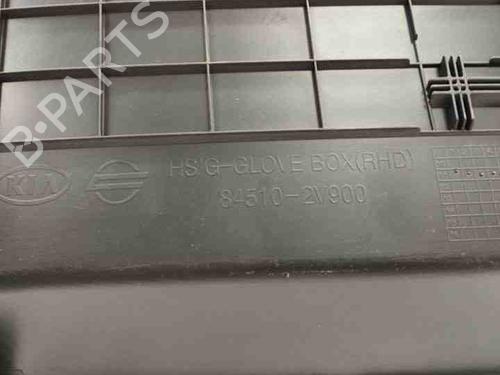 B-PARTS
KIA
HS'G-GLOVE BOX(RHD)
84510-2V900